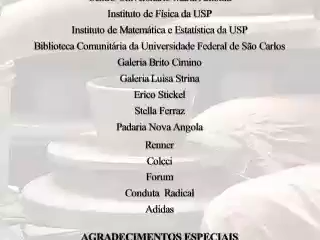 Instituto de Física da USP
Instituto de Matemática e Estatística da USP
Biblioteca Comunitária da Universidade Federal de São Carlos
Galeria Brito Cimino
Galeria Luisa Strina
Erico Stickel
Stella Ferraz
Padaria Nova Angola
Renner
Colcci
Forum
Conduta Radical
Adidas
AGRADECIMENTOS ESPECIAIS